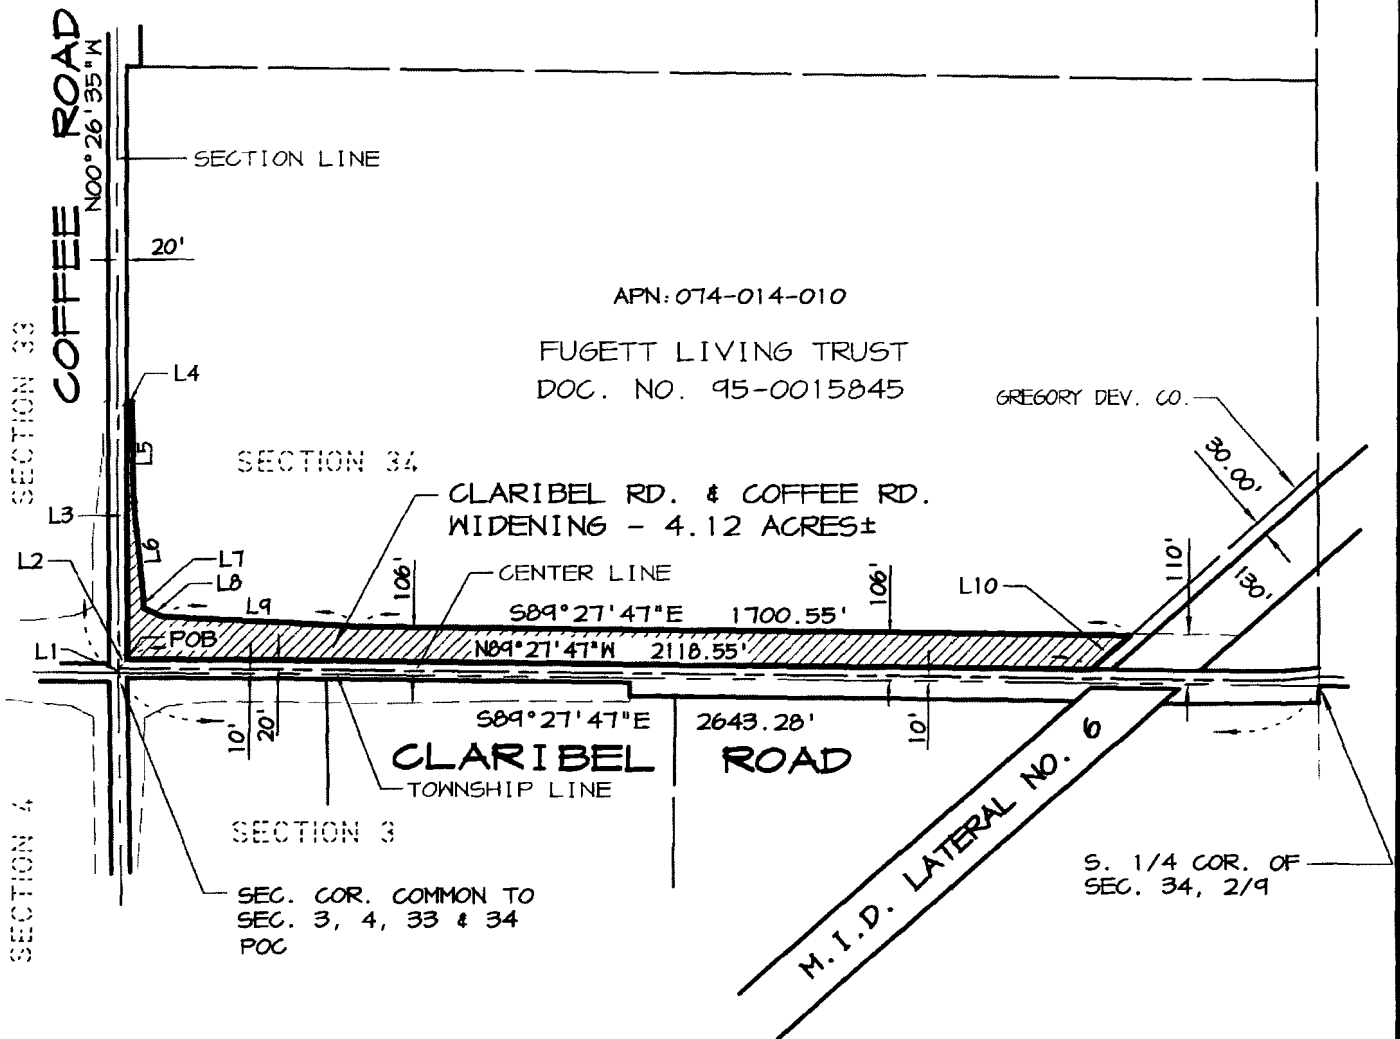 COFFEE ROAD
N00°26'35"W
SECTION LINE
20'
APN:074-014-010
FUGETT LIVING TRUST
DOC. NO. 95-0015845
SECTION 33
L4
GREGORY DEV. CO.
30.00'
L5
SECTION 34
CLARIBEL RD. & COFFEE RD.
WIDENING - 4.12 ACRES±
L3
L6
L2
L7
L8
CENTER LINE
106'
106'
L10
110'
130'
L9
S89°27'47"E 1700.55'
POB
N89°27'47"W 2118.55'
L1
10'
20'
S89°27'47"E 2643.28'
10'
CLARIBEL ROAD
TOWNSHIP LINE
M.I.D. LATERAL NO. 6
SECTION 4
SECTION 3
SEC. COR. COMMON TO
SEC. 3, 4, 33 & 34
POC
S. 1/4 COR. OF
SEC. 34, 2/9